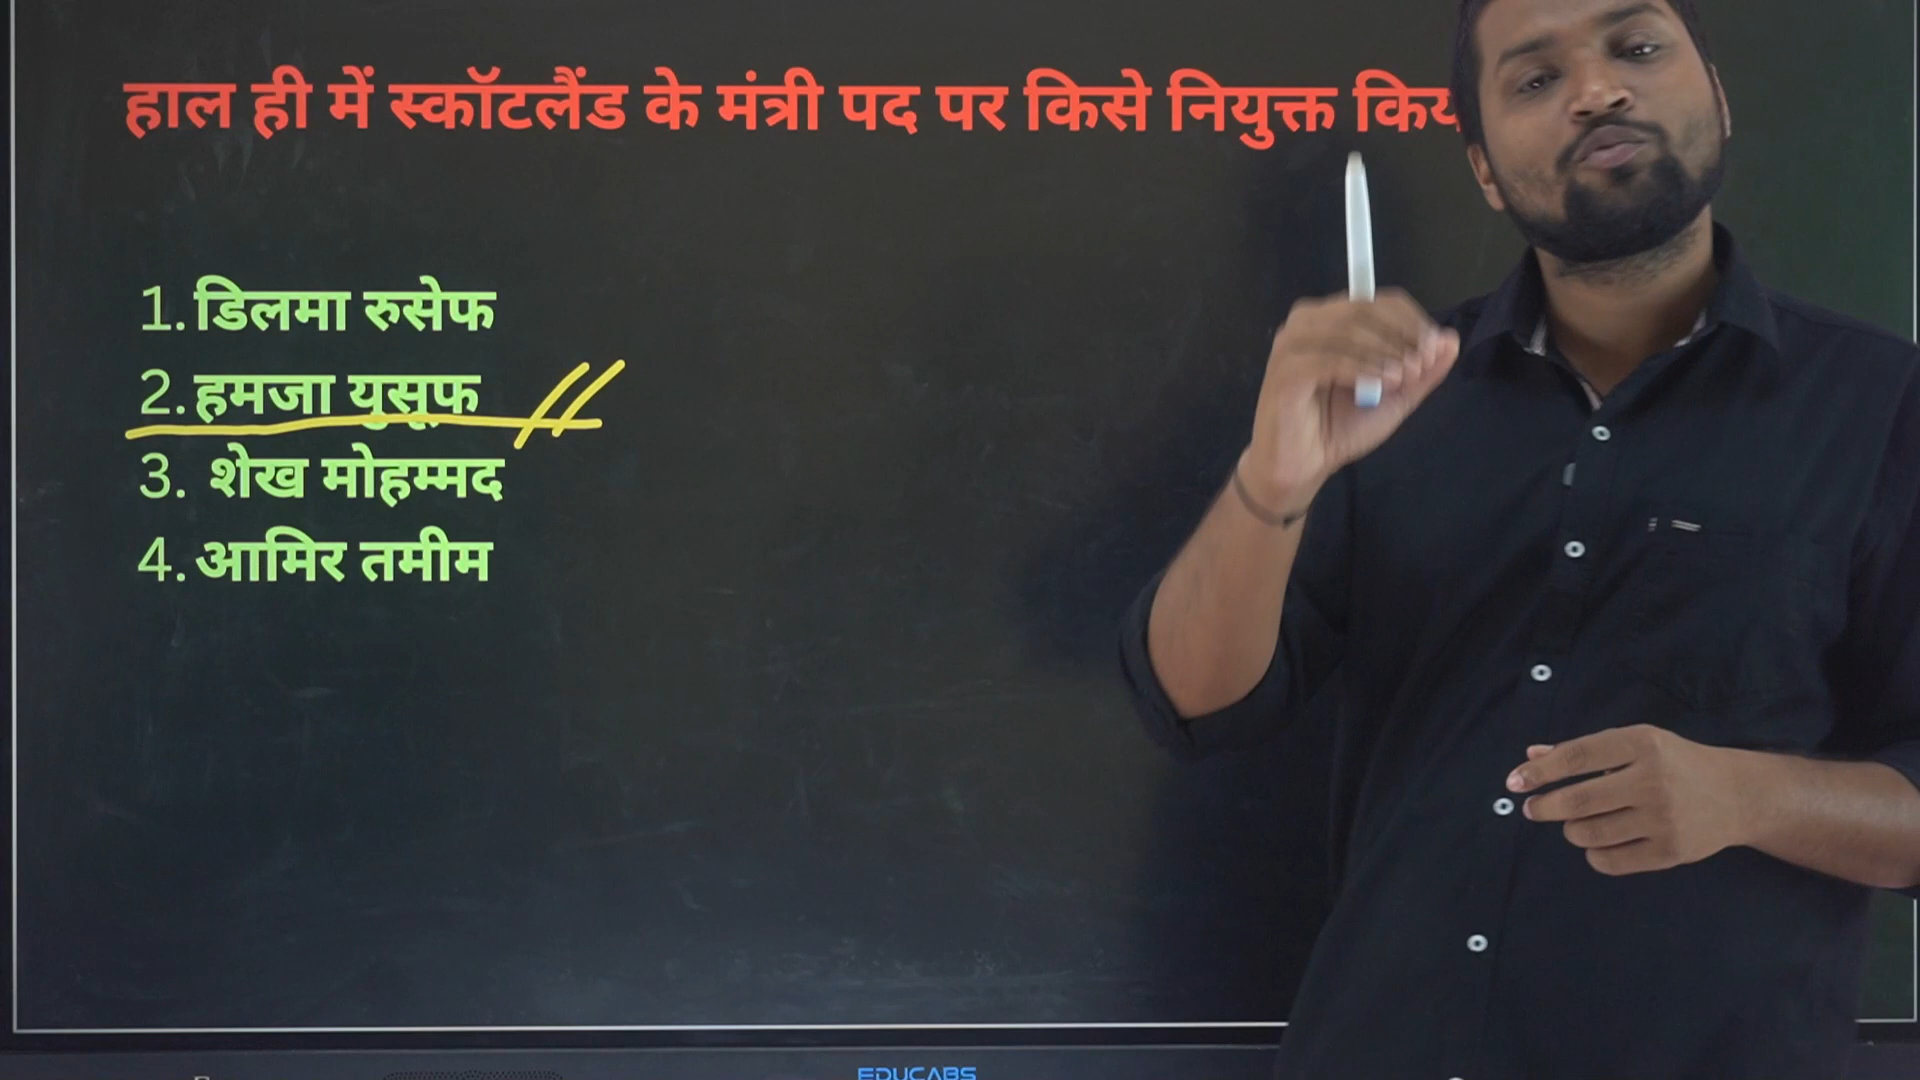 हाल ही में स्कॉटलैंड के मंत्री पद पर किसे नियुक्त
1. डिलमा रुसेफ
2. हमजा युसूफ
3. शेख मोहम्मद
4. आमिर तमीम
EDUCABS